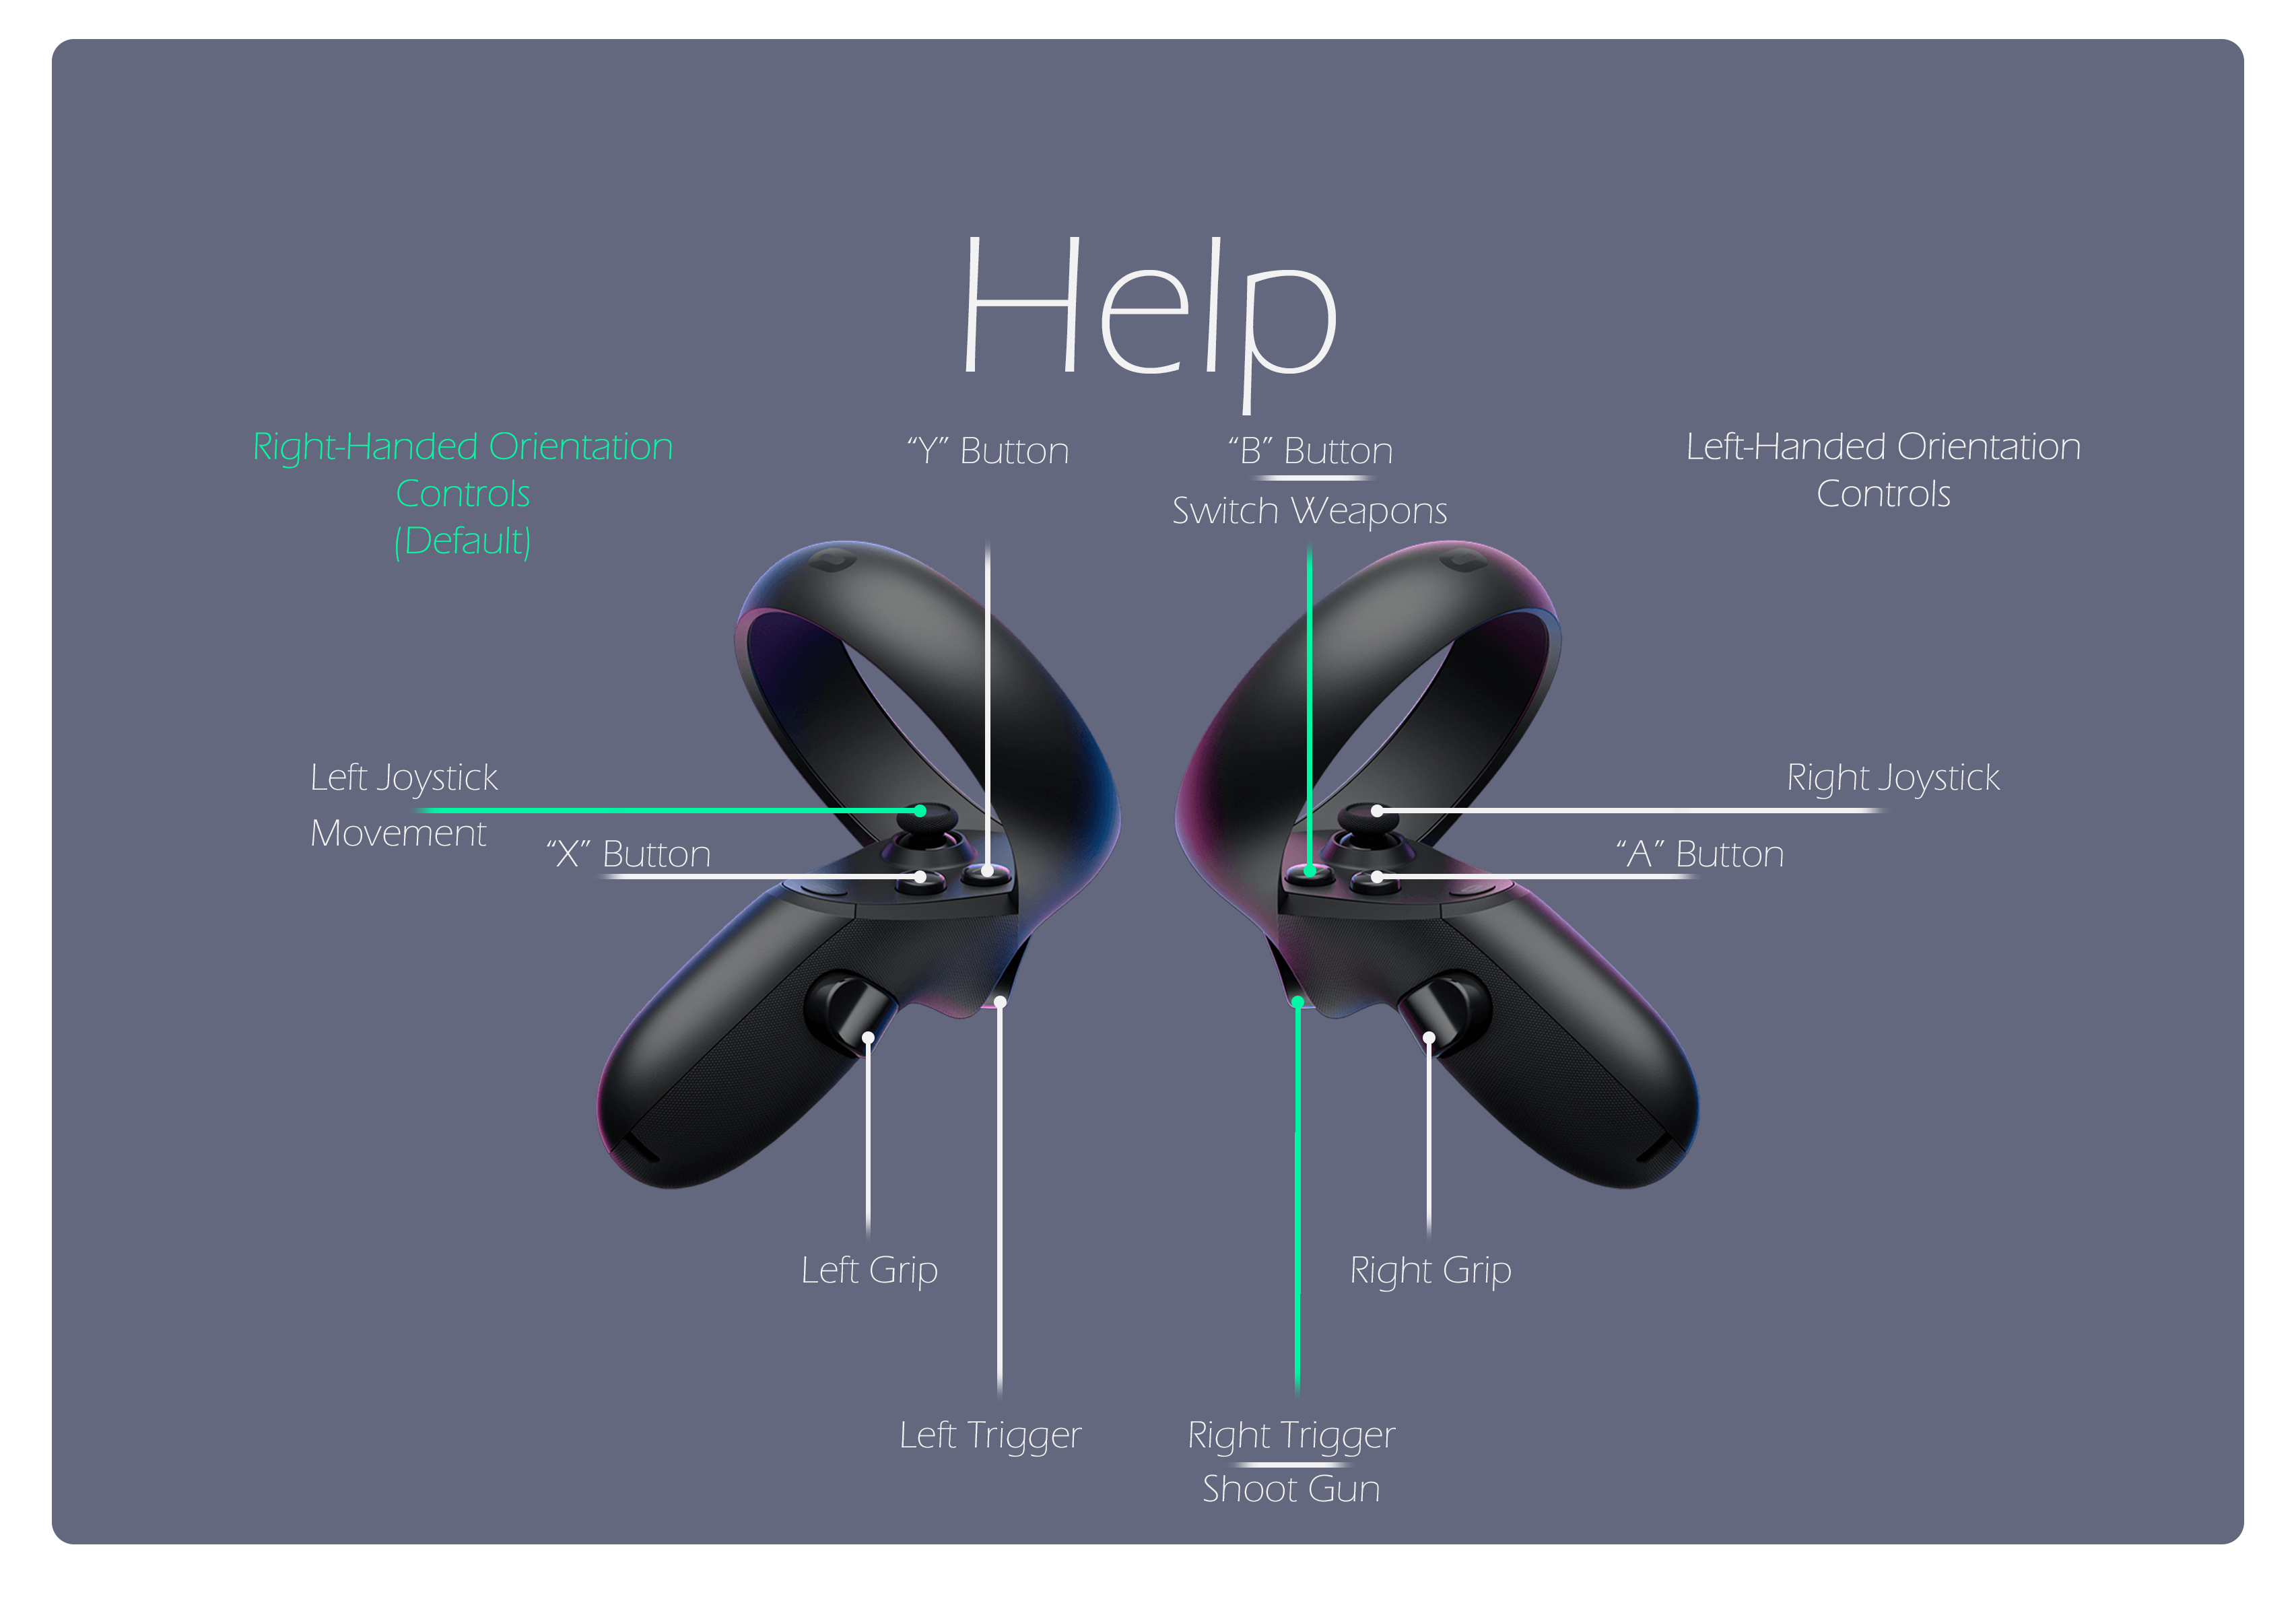 Help
Right-Handed Orientation
Controls
(Default)
“Y” Button
“B” Button
Switch Weapons
Left-Handed Orientation
Controls
Left Joystick
Movement
“X” Button
Right Joystick
“A” Button
Left Grip
Right Grip
Left Trigger
Right Trigger
Shoot Gun